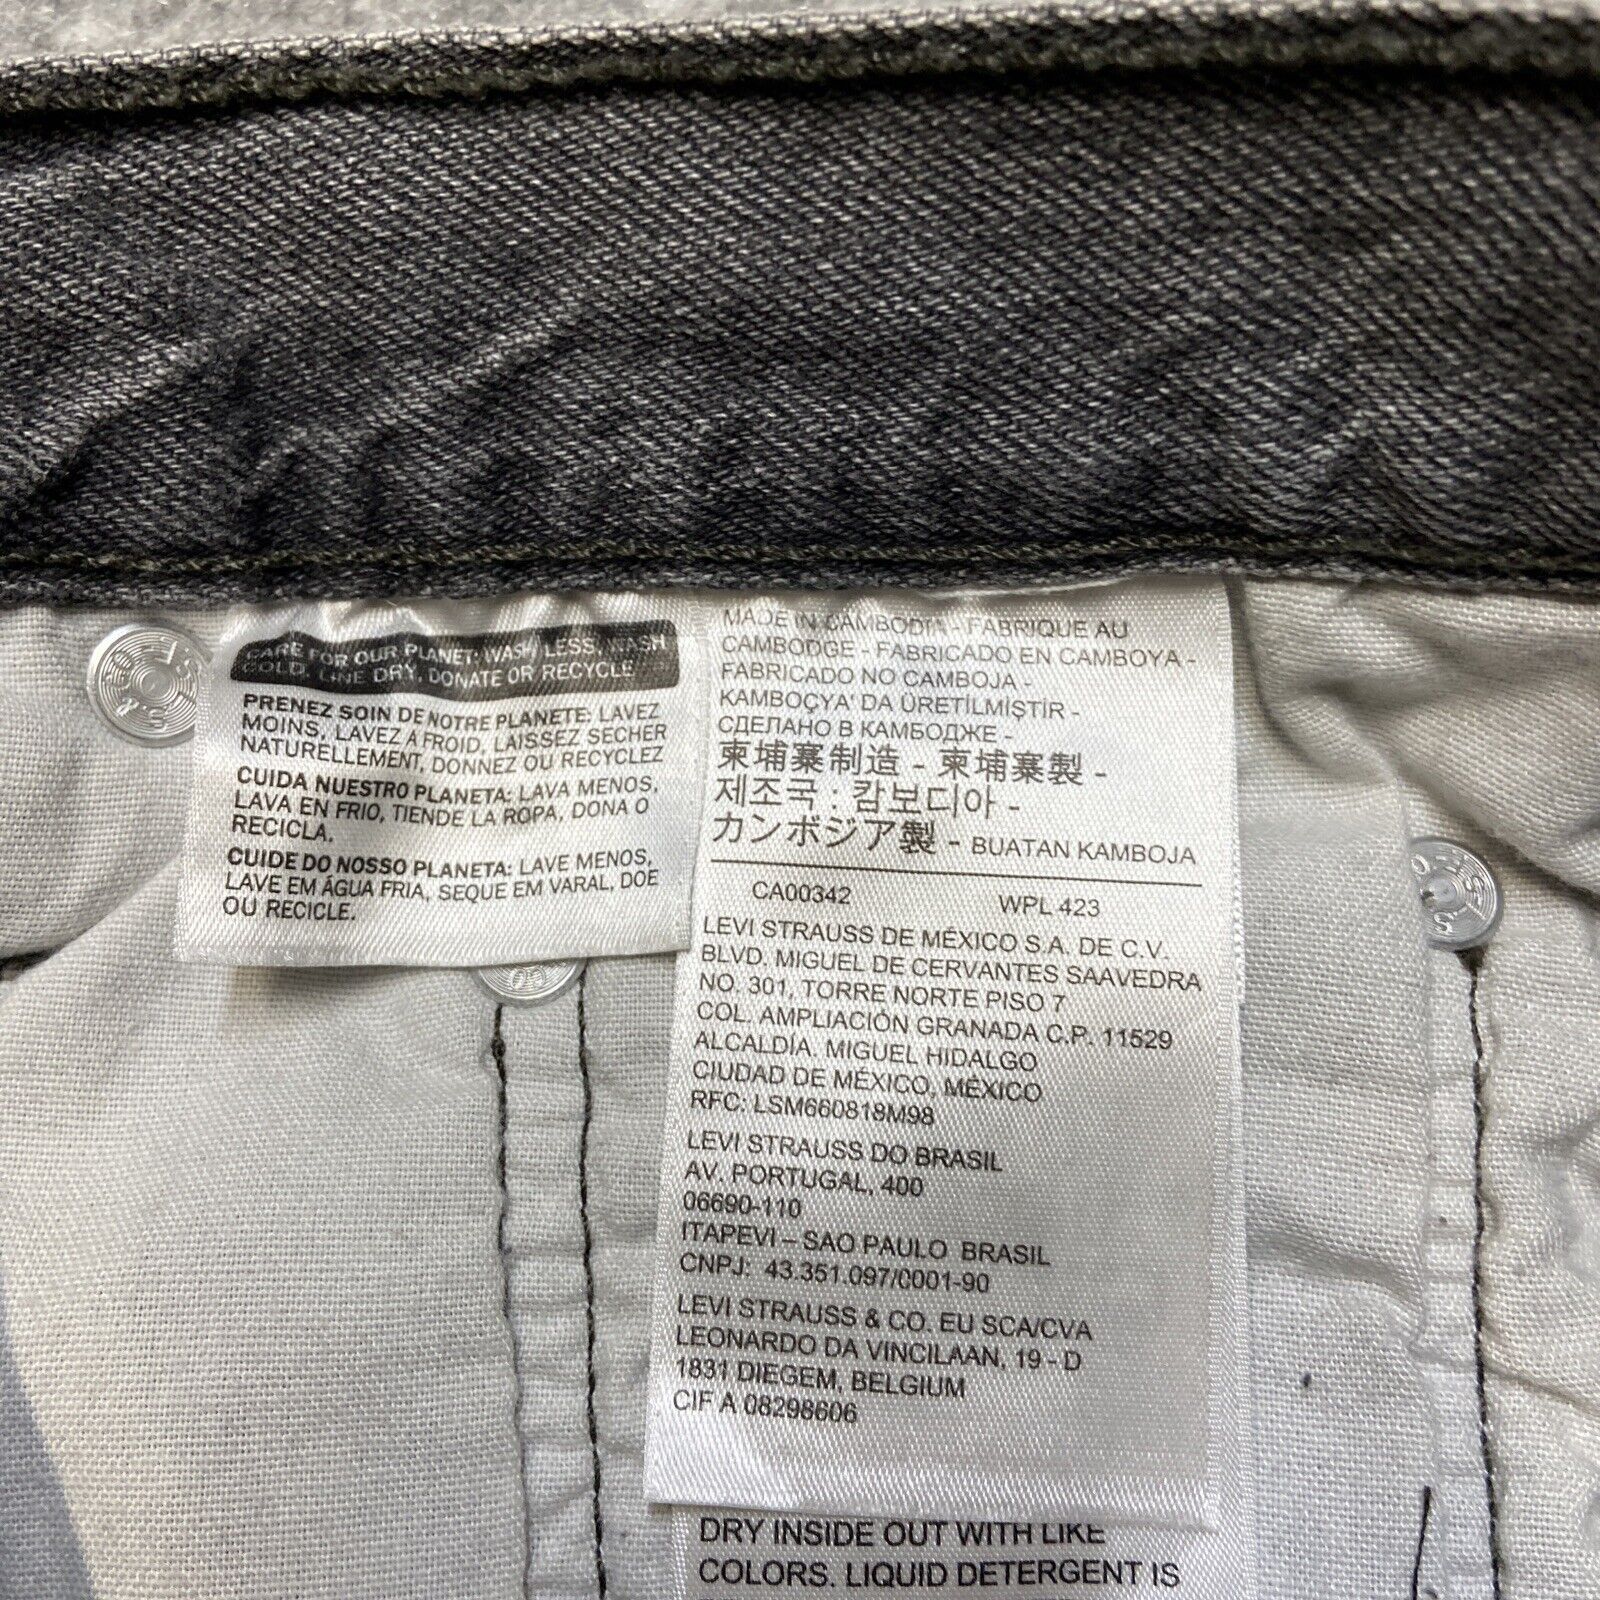 CARE FOR OUR PLANET: WASH LESS, WASH
COLD, LINE DRY, DONATE OR RECYCLE
PRENEZ SOIN DE NOTRE PLANETE: LAVEZ
MOINS, LAVEZ A FROID, LAISSEZ SECHER
NATURELLEMENT, DONNEZ OU RECYCLEZ
CUIDA NUESTRO PLANETA: LAVA MENOS,
LAVA EN FRIO, TIENDE LA ROPA, DONA O
RECICLA.
CUIDE DO NOSSO PLANETA: LAVE MENOS,
LAVE EM ÁGUA FRIA, SEQUE EM VARAL, DOE
OU RECICLE.
MADE IN CAMBODIA - FABRIQUE AU
CAMBODGE - FABRICADO EN CAMBOYA -
FABRICADO NO CAMBOJA -
KAMBOÇYA' DA ÜRETILMIŞTIR -
СДЕЛАНО В КАМБОДЖЕ -
柬埔寨制造 - 柬埔寨製 -
제조국 : 캄보디아 -
カンボジア製 - BUATAN KAMBOJA
CA00342 WPL 423
LEVI STRAUSS DE MÉXICO S.A. DE C.V.
BLVD. MIGUEL DE CERVANTES SAAVEDRA
NO. 301, TORRE NORTE PISO 7
COL. AMPLIACIÓN GRANADA C.P. 11529
ALCALDÍA. MIGUEL HIDALGO
CIUDAD DE MÉXICO, MÉXICO
RFC: LSM660818M98
LEVI STRAUSS DO BRASIL
AV. PORTUGAL, 400
06690-110
ITAPEVI – SAO PAULO BRASIL
CNPJ: 43.351.097/0001-90
LEVI STRAUSS & CO. EU SCA/CVA
LEONARDO DA VINCILAAN, 19 - D
1831 DIEGEM, BELGIUM
CIF A 08298606
DRY INSIDE OUT WITH LIKE
COLORS. LIQUID DETERGENT IS